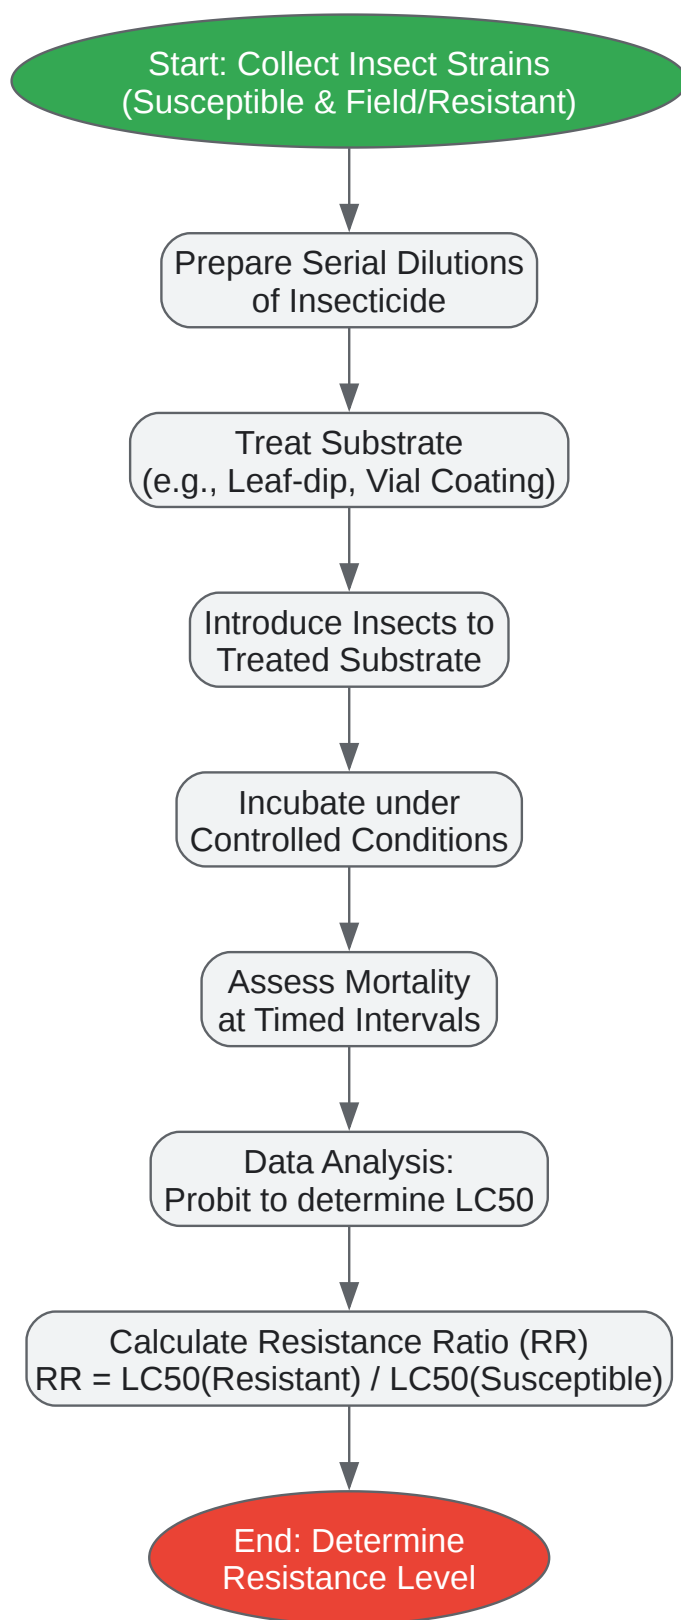 Start: Collect Insect Strains
(Susceptible & Field/Resistant)
Prepare Serial Dilutions
of Insecticide
Treat Substrate
(e.g., Leaf-dip, Vial Coating)
Introduce Insects to
Treated Substrate
Incubate under
Controlled Conditions
Assess Mortality
at Timed Intervals
Data Analysis:
Probit to determine LC50
Calculate Resistance Ratio (RR)
RR = LC50(Resistant) / LC50(Susceptible)
End: Determine
Resistance Level